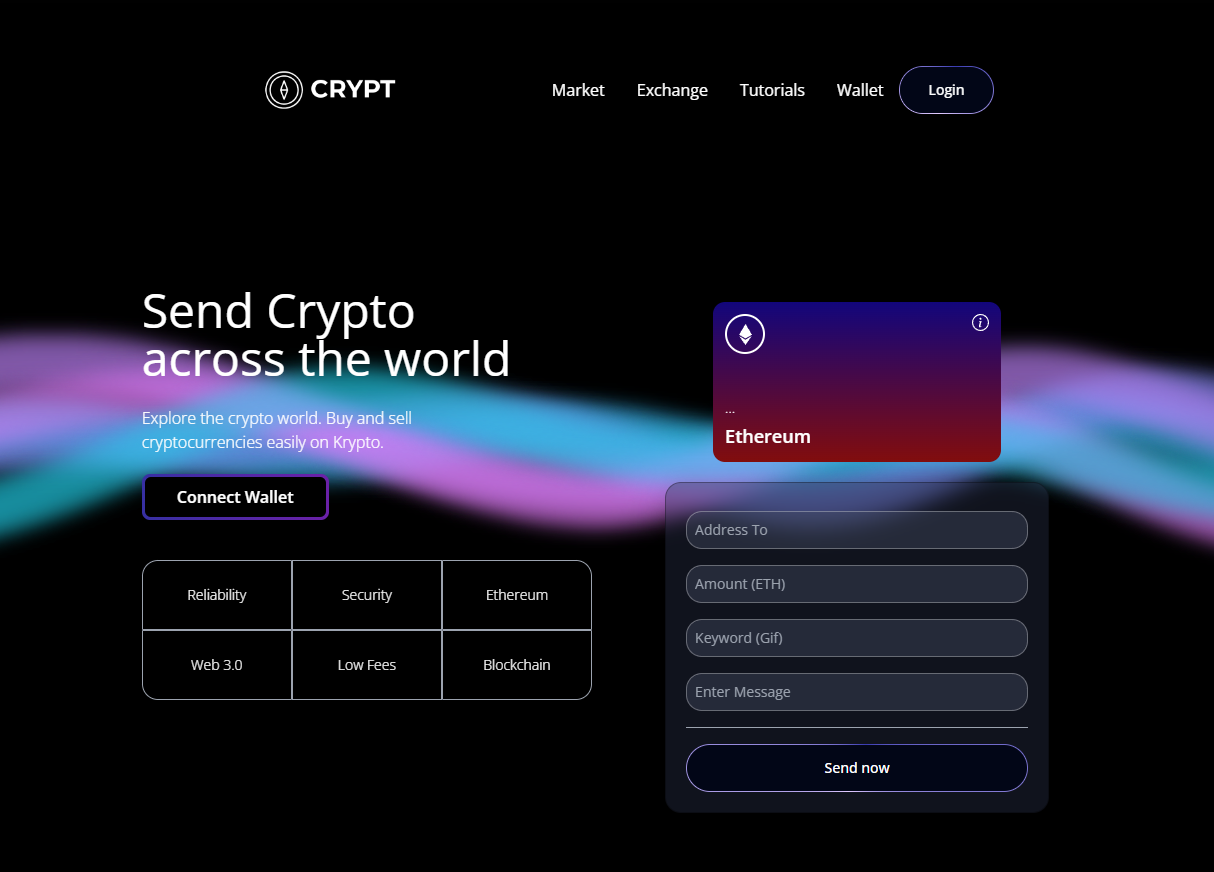 CRYPT
Market
Exchange
Tutorials
Wallet
Login
Send Crypto
across the world
Explore the crypto world. Buy and sell
cryptocurrencies easily on Krypto.
Connect Wallet
Reliability
Security
Ethereum
Web 3.0
Low Fees
Blockchain
i
...
Ethereum
Address To
Amount (ETH)
Keyword (Gif)
Enter Message
Send now